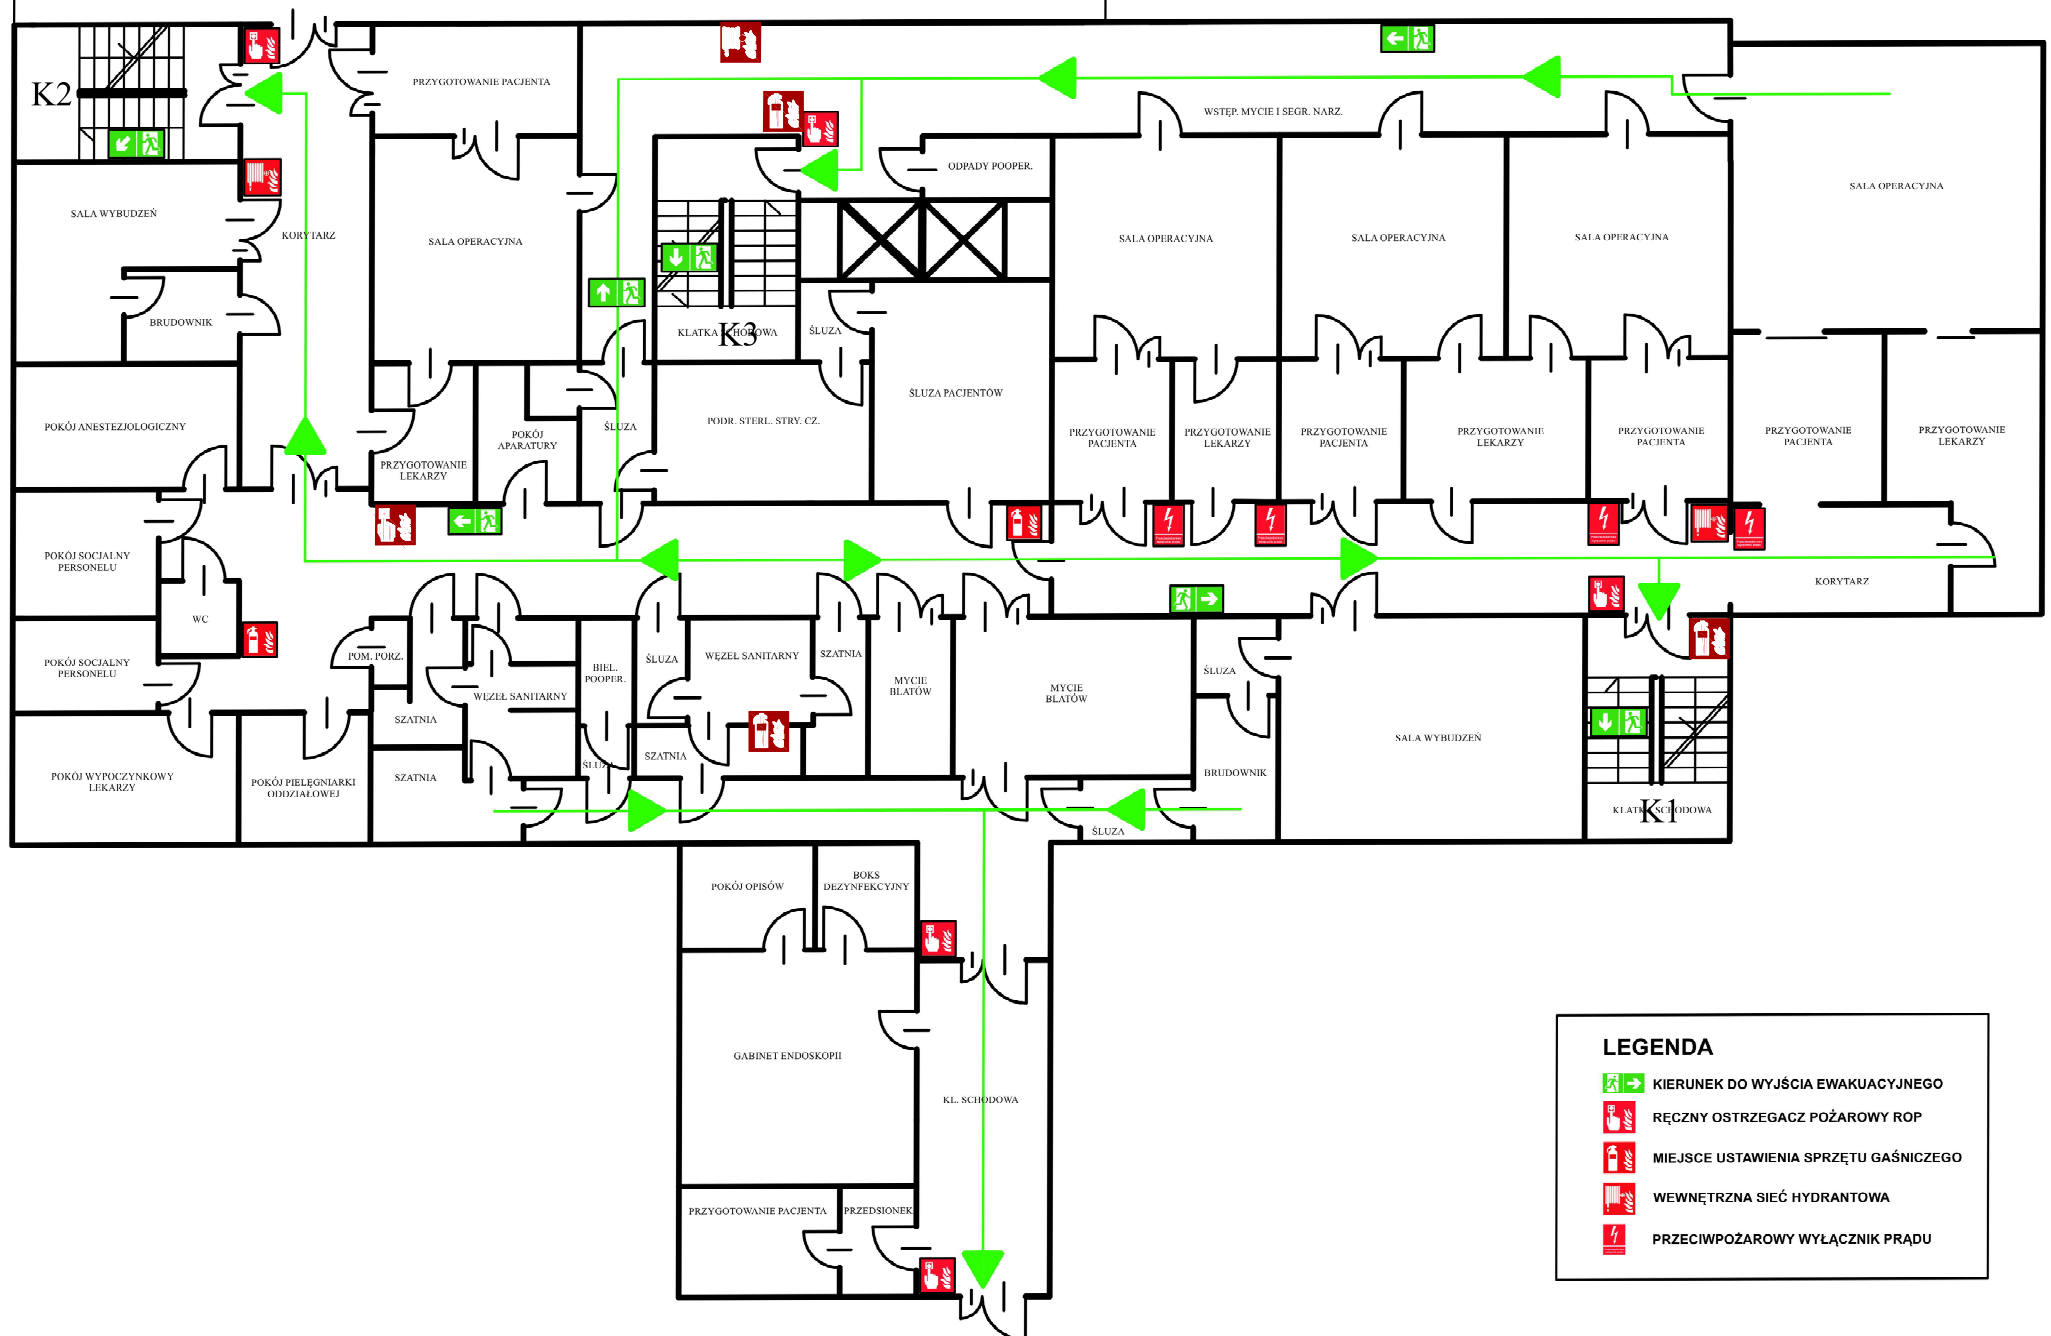 K2
PRZYGOTOWANIE PACJENTA
WSTĘP. MYCIE I SEGR. NARZ.
ODPADY POOPER.
SALA OPERACYJNA
SALA WYBUDZEŃ
KORYTARZ
SALA OPERACYJNA
SALA OPERACYJNA
SALA OPERACYJNA
SALA OPERACYJNA
BRUDOWNIK
KLATKA SCHODOWA
K3
ŚLUZA
ŚLUZA PACJENTÓW
POKÓJ ANESTEZJOLOGICZNY
ŚLUZA
PODR. STERL. STRY. CZ.
POKÓJ
APARATURY
PRZYGOTOWANIE
LEKARZY
PRZYGOTOWANIE
PACJENTA
PRZYGOTOWANIE
LEKARZY
PRZYGOTOWANIE
PACJENTA
PRZYGOTOWANIE
LEKARZY
PRZYGOTOWANIE
PACJENTA
PRZYGOTOWANIE
PACJENTA
PRZYGOTOWANIE
LEKARZY
POKÓJ SOCJALNY
PERSONELU
KORYTARZ
WC
POKÓJ SOCJALNY
PERSONELU
POM. PORZ.
BIEL.
POOPER.
ŚLUZA
WĘZEŁ SANITARNY
SZATNIA
MYCIE
BLATÓW
MYCIE
BLATÓW
ŚLUZA
WĘZEŁ SANITARNY
SZATNIA
SALA WYBUDZEŃ
SZATNIA
ŚLUZA
SZATNIA
BRUDOWNIK
POKÓJ WYPOCZYNKOWY
LEKARZY
POKÓJ PIELĘGNIARKI
ODDZIAŁOWEJ
KLATKA SCHODOWA
K1
ŚLUZA
POKÓJ OPISÓW
BOKS
DEZYNFEKCYJNY
GABINET ENDOSKOPII
KL. SCHODOWA
PRZYGOTOWANIE PACJENTA
PRZEDSIONEK
LEGENDA
KIERUNEK DO WYJŚCIA EWAKUACYJNEGO
RĘCZNY OSTRZEGACZ POŻAROWY ROP
MIEJSCE USTAWIENIA SPRZĘTU GAŚNICZEGO
WEWNĘTRZNA SIEĆ HYDRANTOWA
PRZECIWPOŻAROWY WYŁĄCZNIK PRĄDU